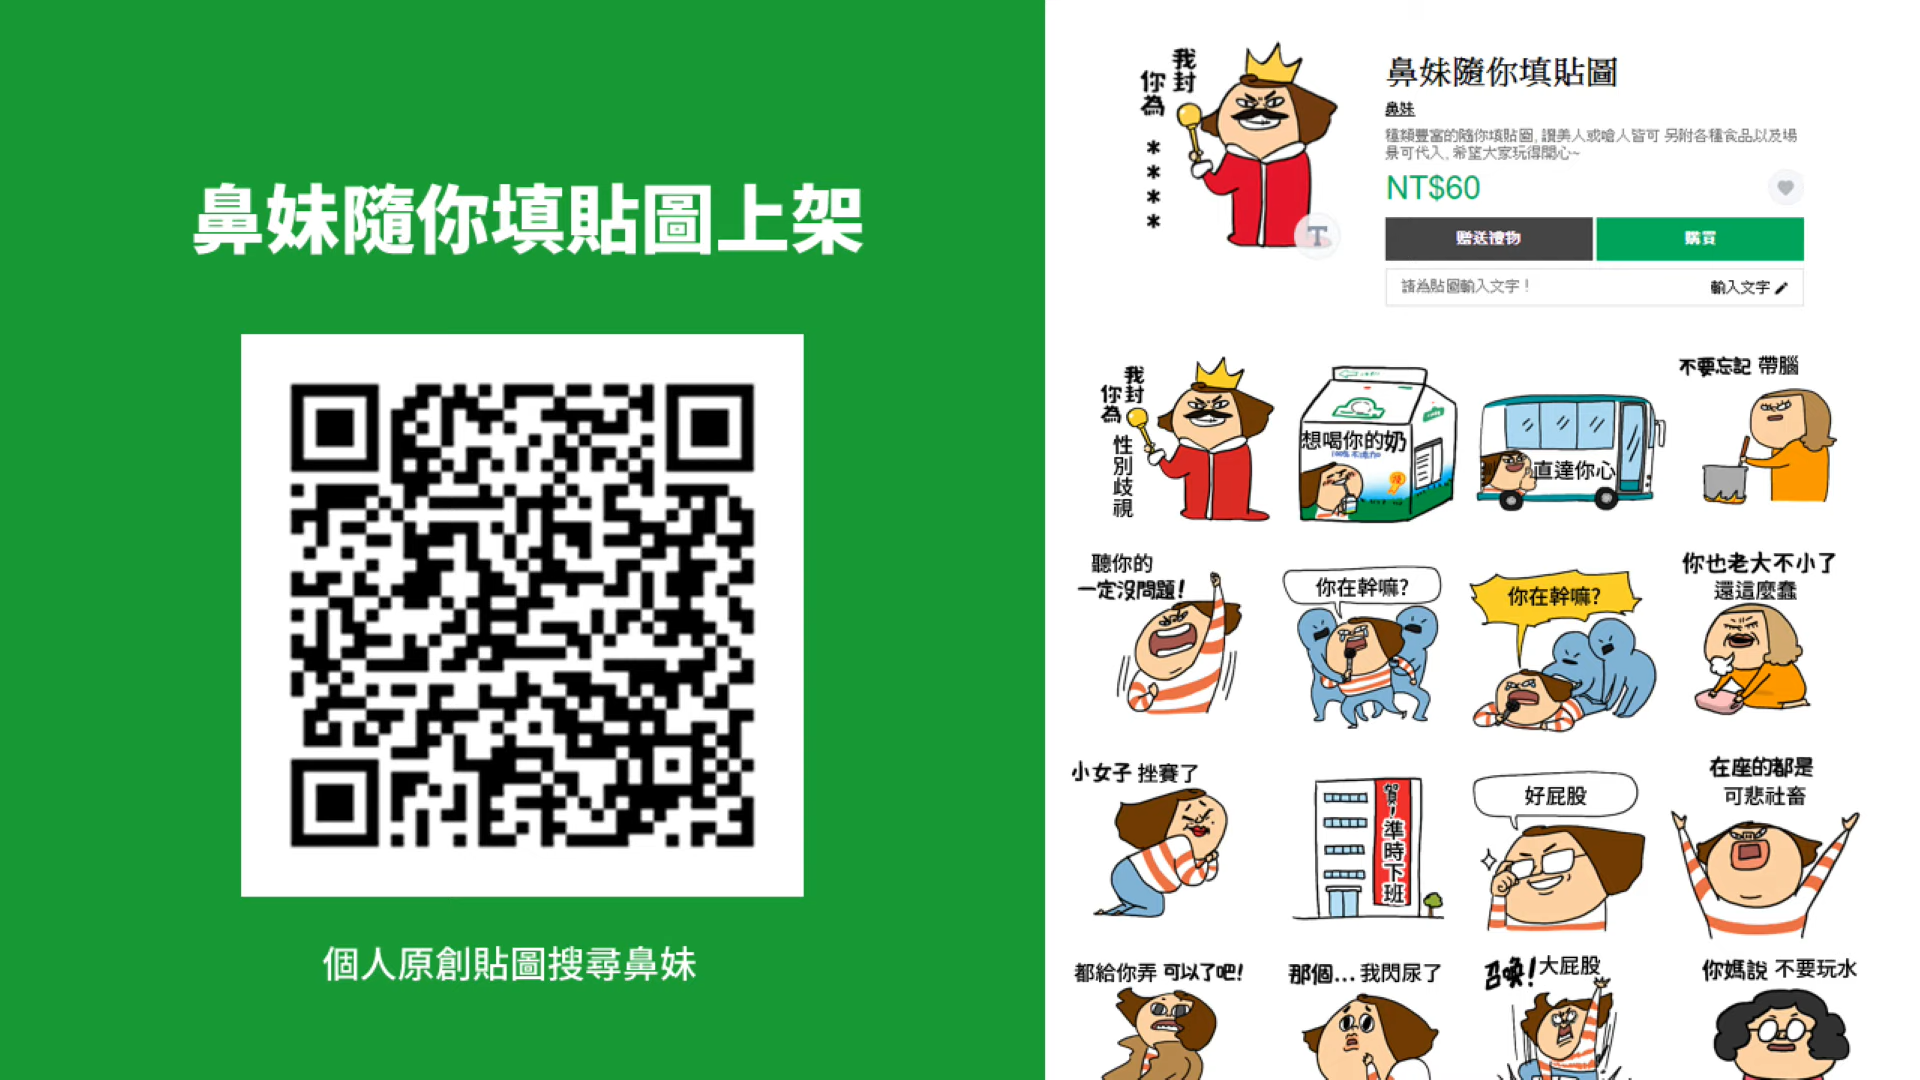 鼻妹隨你填貼圖上架
個人原創貼圖搜尋鼻妹
我封
你為
****
鼻妹隨你填貼圖
鼻妹
種類豐富的隨你填貼圖, 讚美人或嗆人皆可 另附各種食品以及場
景可代入, 希望大家玩得開心~
NT$60
贈送禮物
購買
請為貼圖輸入文字！
輸入文字
T
我封
你為
性別歧視
想喝你的奶
直達你心
不要忘記 帶腦
聽你的
一定沒問題!
你在幹嘛?
你在幹嘛?
你也老大不小了
還這麼蠢
小女子 挫賽了
賀!準時下班
好屁股
在座的都是
可悲社畜
都給你弄 可以了吧!
那個... 我閃尿了
召喚! 大屁股
你媽說 不要玩水